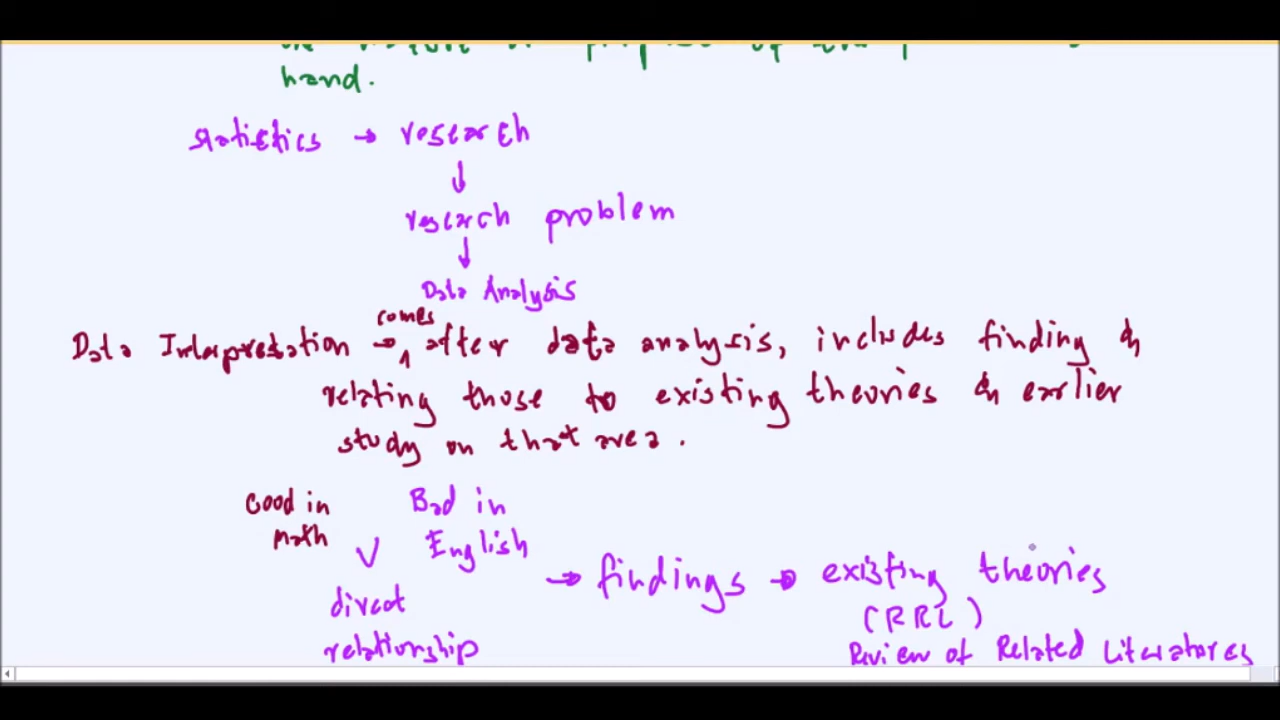 hand.
statistics → research
↓
research problem
↓
Data Analysis
comes
Data Interpretation → after data analysis, includes finding &
relating those to existing theories & earlier
study on that area.
Good in Bad in
math English
→ findings → existing theories
direct (RRL)
relationship Review of Related Literatores